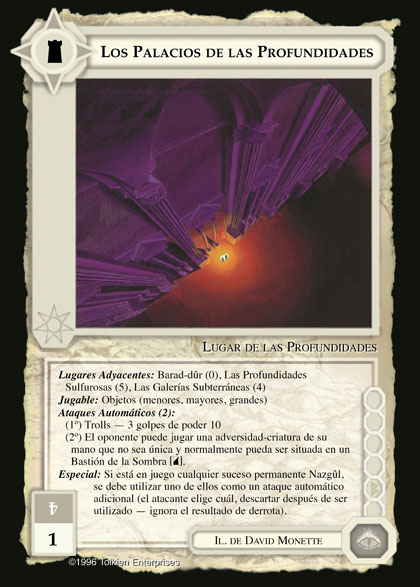 Los Palacios de las Profundidades
Lugar de las Profundidades
Lugares Adyacentes: Barad-dûr (0), Las Profundidades
Sulfurosas (5), Las Galerías Subterráneas (4)
Jugable: Objetos (menores, mayores, grandes)
Ataques Automáticos (2):
(1º) Trolls — 3 golpes de poder 10
(2º) El oponente puede jugar una adversidad-criatura de su
mano que no sea única y normalmente pueda ser situada en un
Bastión de la Sombra [].
Especial: Si está en juego cualquier suceso permanente Nazgûl,
se debe utilizar uno de ellos como un ataque automático
adicional (el atacante elige cuál, descartar después de ser
utilizado — ignora el resultado de derrota).
1
Il. de David Monette
©1996 Tolkien Enterprises